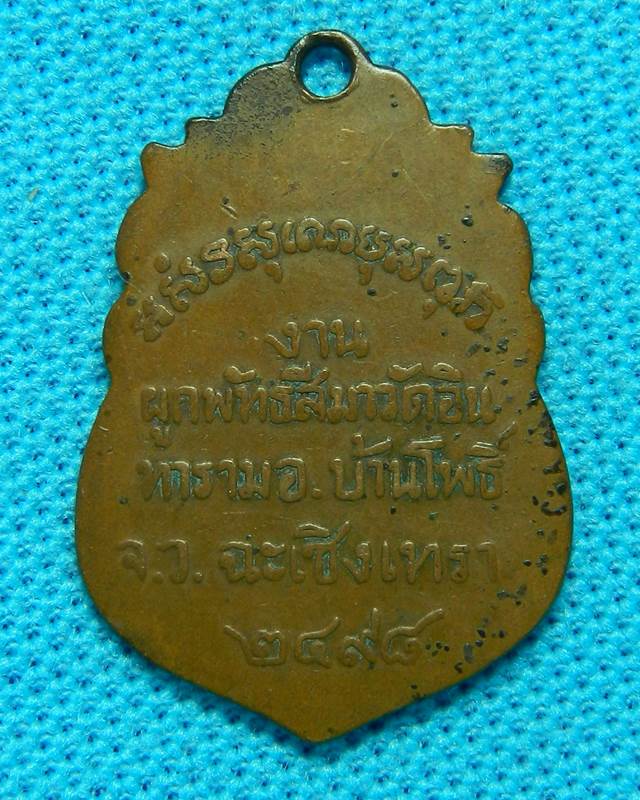 งาน
ผูกพัทธสีมาวัดอิน
ทารามอ.บ้านโพธิ์
จ.ว.ฉะเชิงเทรา
๒๔๙๘